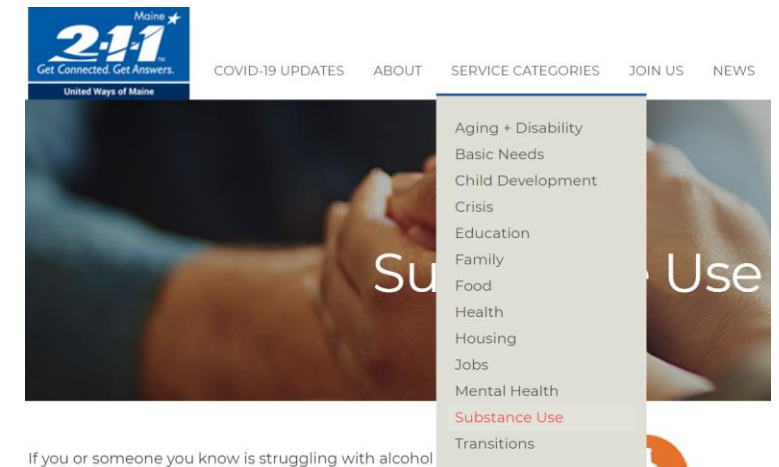 Maine
2-1-1
Get Connected. Get Answers.
United Ways of Maine
COVID-19 UPDATES ABOUT SERVICE CATEGORIES JOIN US NEWS
Aging + Disability
Basic Needs
Child Development
Crisis
Education
Family
Food
Health
Housing
Jobs
Mental Health
Substance Use
Transitions
Su e Use
If you or someone you know is struggling with alcohol